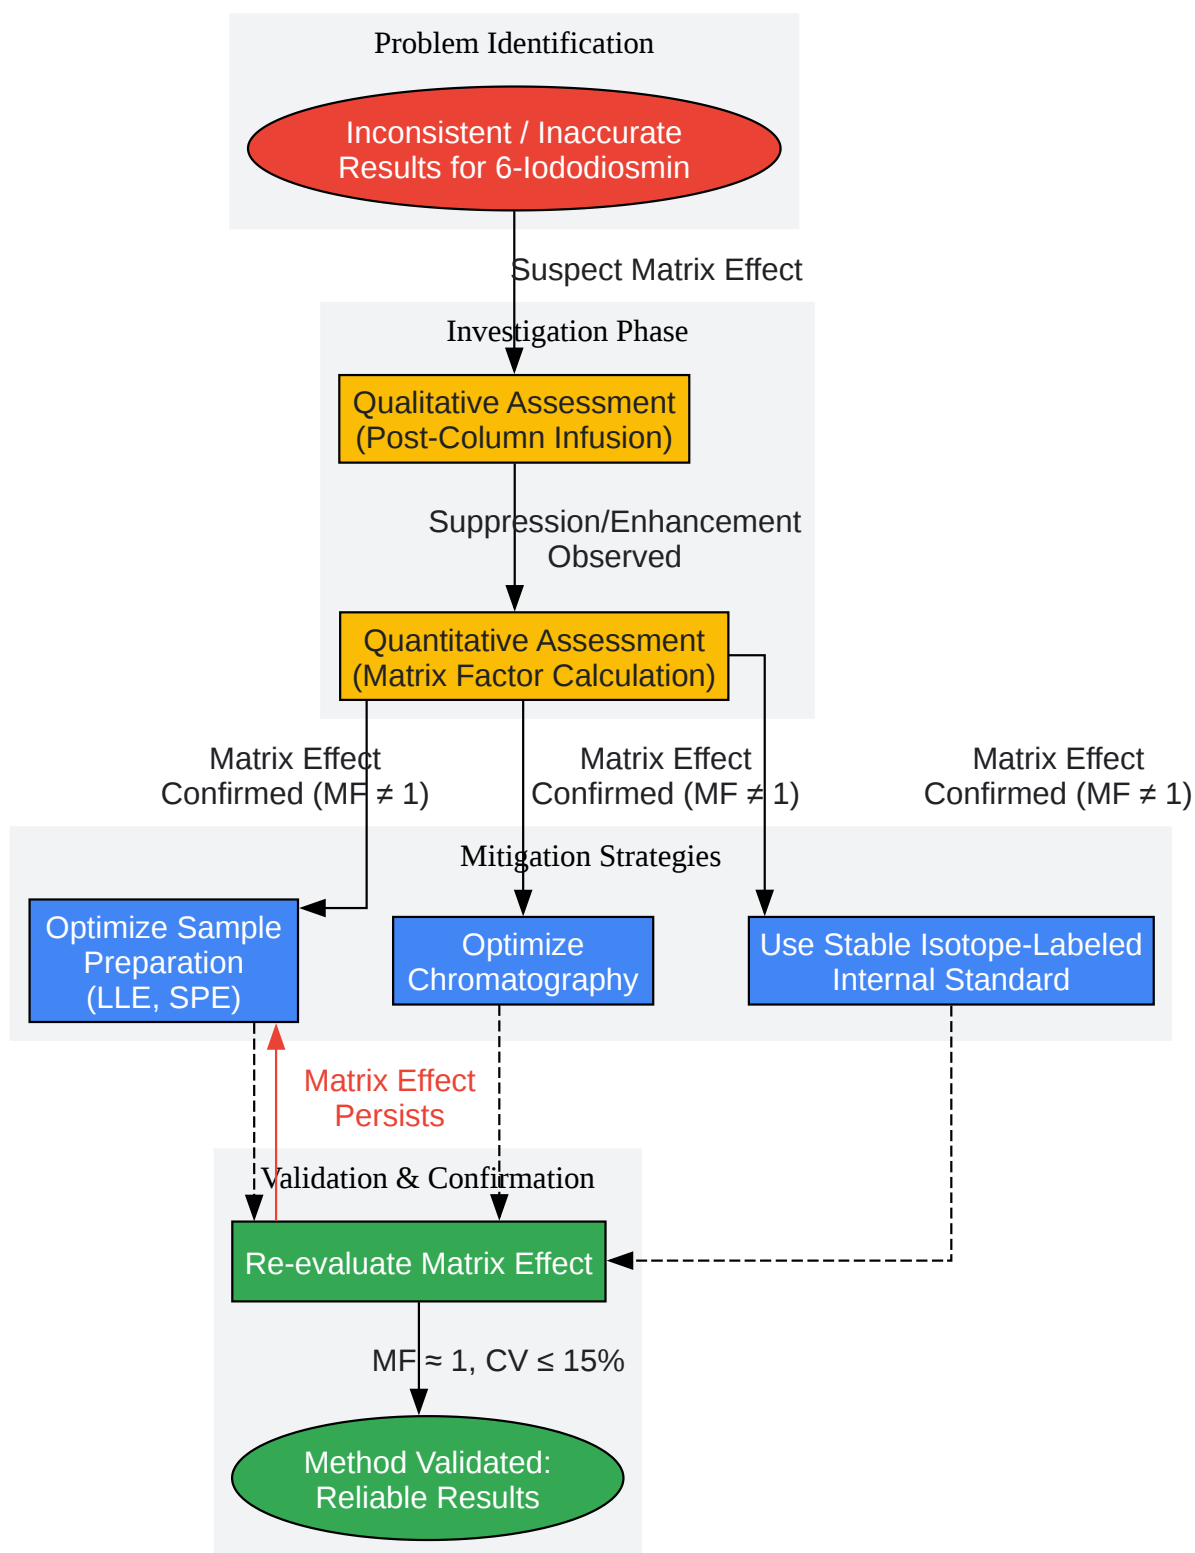 Problem Identification
Inconsistent / Inaccurate
Results for 6-Iododiosmin
Suspect Matrix Effect
Investigation Phase
Qualitative Assessment
(Post-Column Infusion)
Suppression/Enhancement
Observed
Quantitative Assessment
(Matrix Factor Calculation)
Matrix Effect
Confirmed (MF ≠ 1)
Matrix Effect
Confirmed (MF ≠ 1)
Matrix Effect
Confirmed (MF ≠ 1)
Mitigation Strategies
Optimize Sample
Preparation
(LLE, SPE)
Optimize
Chromatography
Use Stable Isotope-Labeled
Internal Standard
Matrix Effect
Persists
Validation & Confirmation
Re-evaluate Matrix Effect
MF ≈ 1, CV ≤ 15%
Method Validated:
Reliable Results